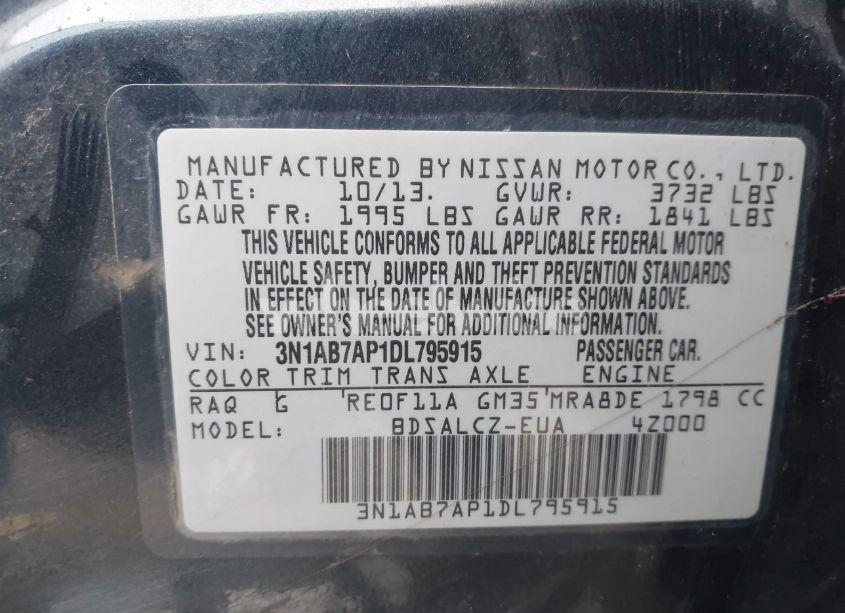 MANUFACTURED BY NISSAN MOTOR CO., LTD.
DATE: 10/13. GVWR: 3732 LBS
GAWR FR: 1995 LBS GAWR RR: 1841 LBS
THIS VEHICLE CONFORMS TO ALL APPLICABLE FEDERAL MOTOR
VEHICLE SAFETY, BUMPER AND THEFT PREVENTION STANDARDS
IN EFFECT ON THE DATE OF MANUFACTURE SHOWN ABOVE.
SEE OWNER'S MANUAL FOR ADDITIONAL INFORMATION.
VIN: 3N1AB7AP1DL795915 PASSENGER CAR.
COLOR TRIM TRANS AXLE ENGINE
RAQ G RE0F11A GM35 MRA8DE 1798 CC
MODEL: BDSALCZ-EUA 4Z000
3N1AB7AP1DL795915